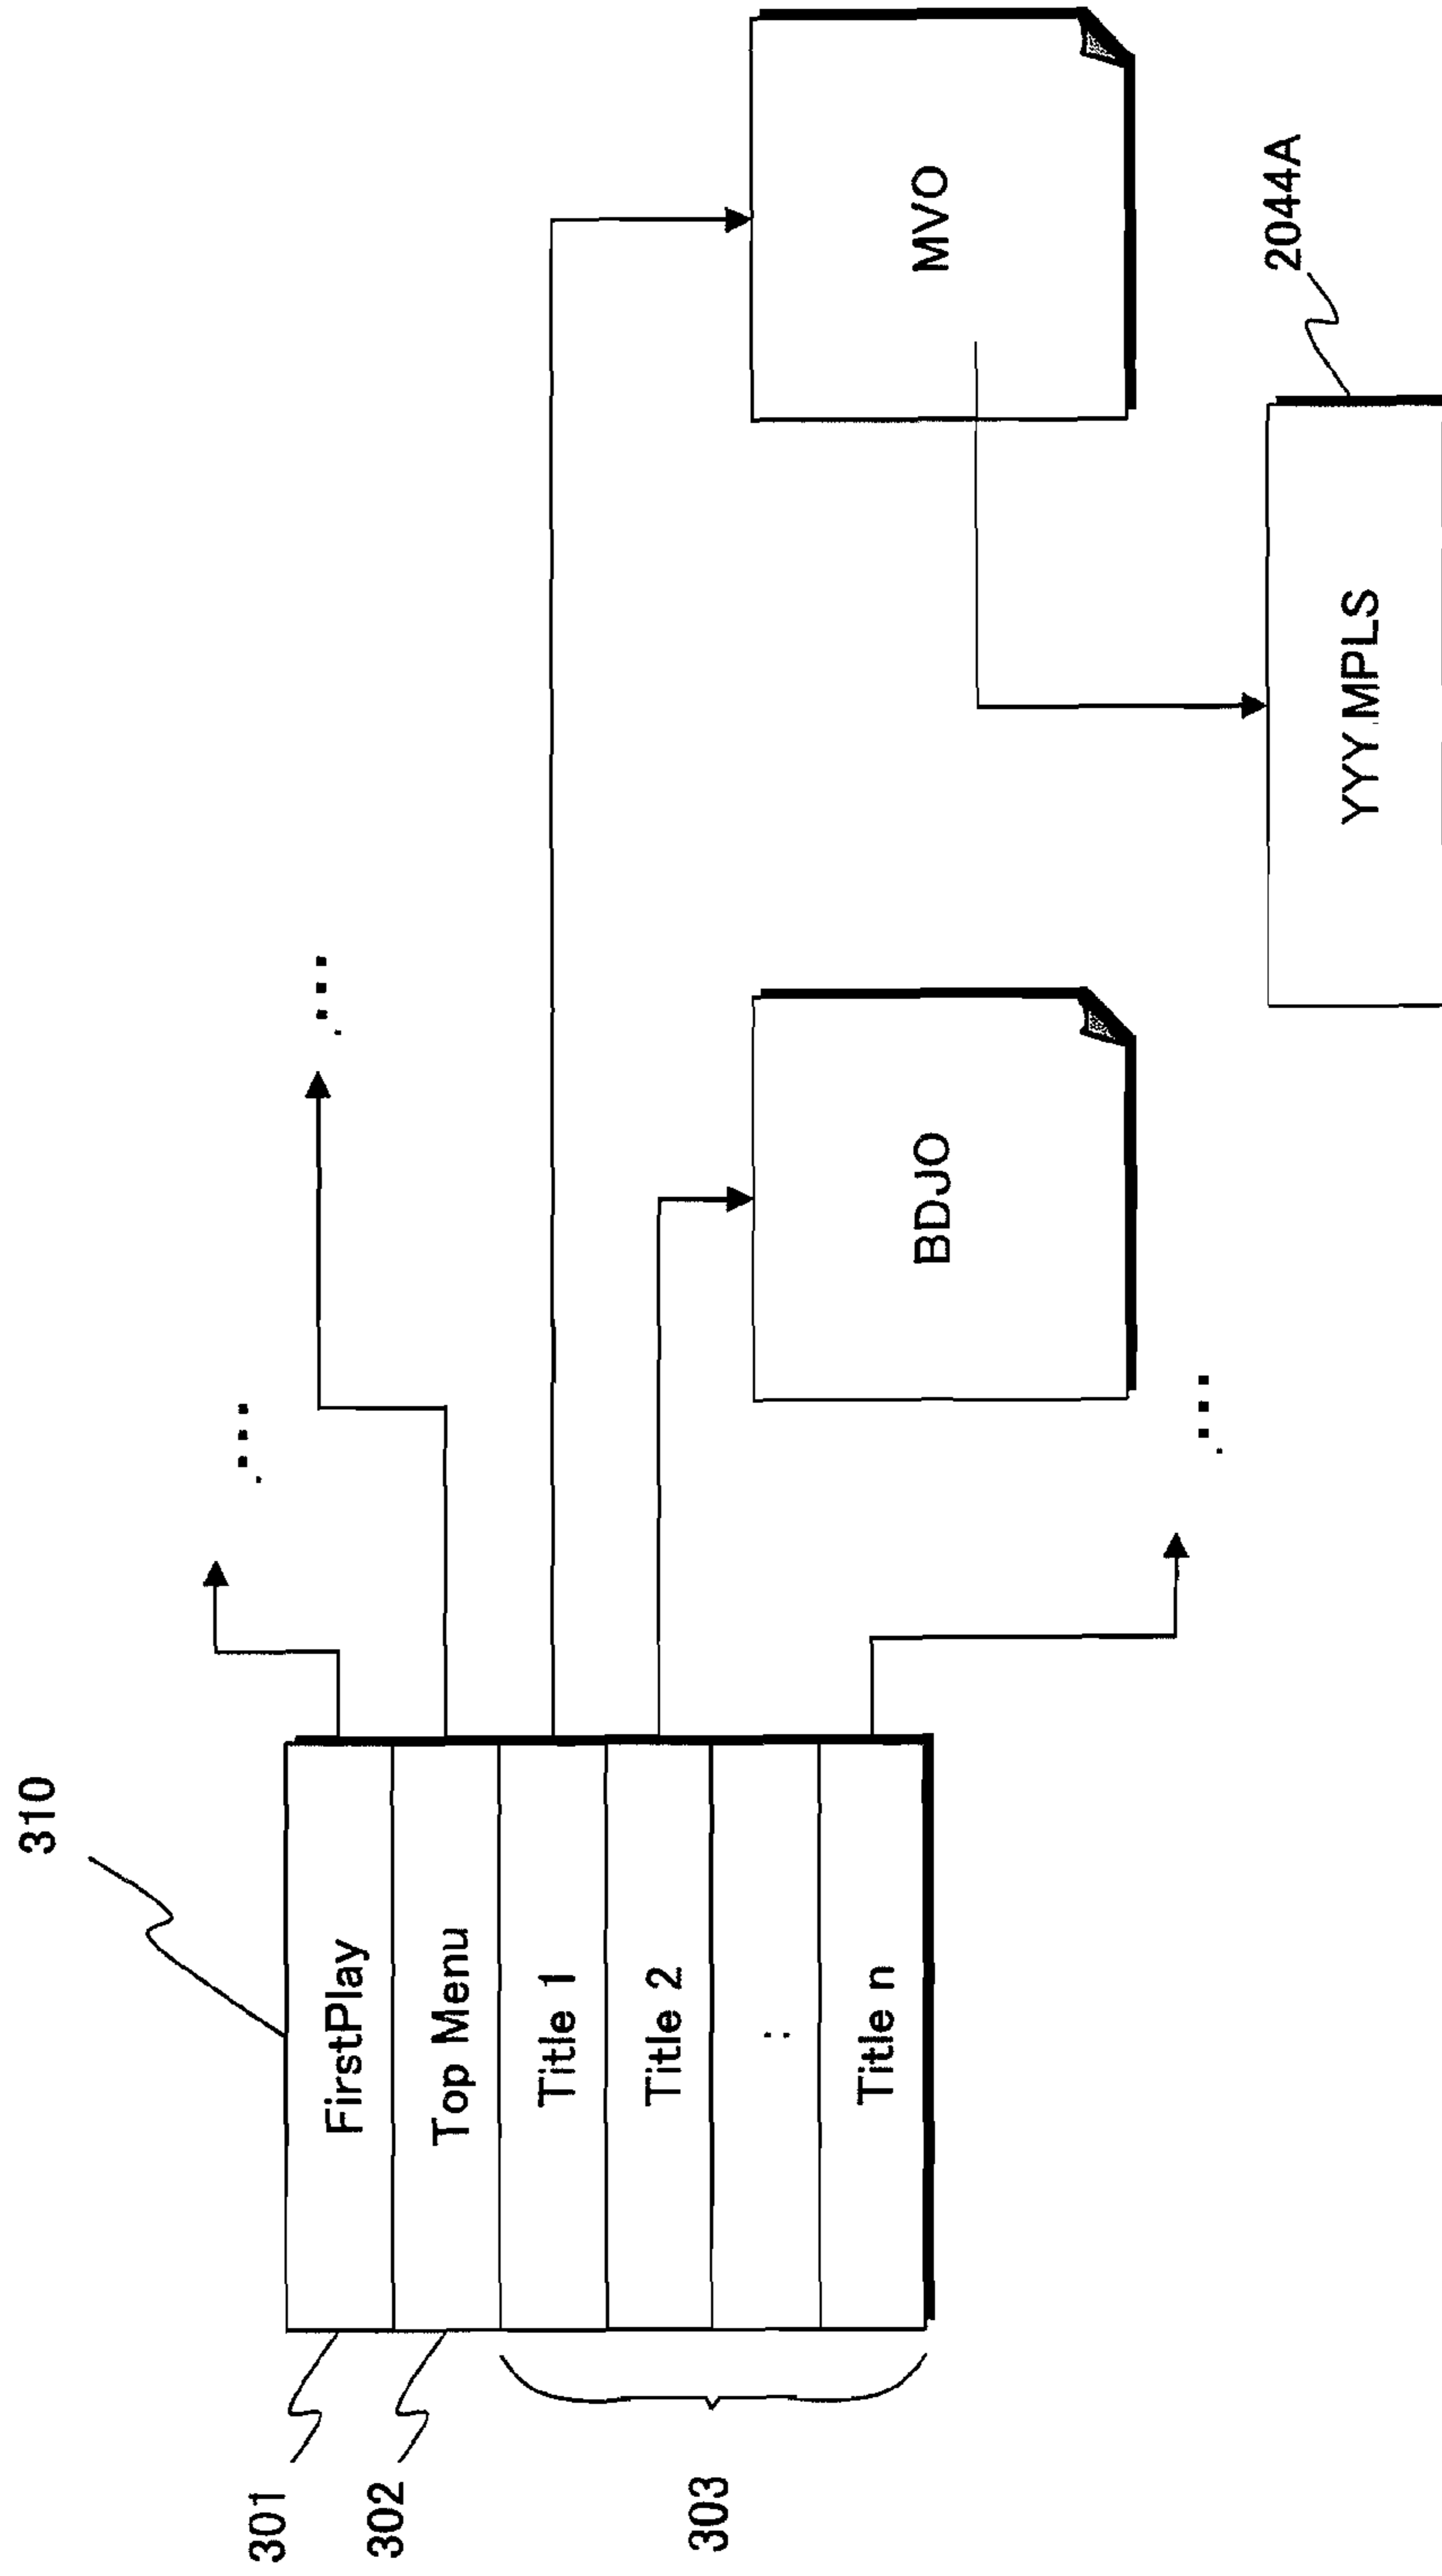 310
301
FirstPlay
302
Top Menu
303
Title 1
Title 2
:
Title n
...
...
...
MVO
BDJO
2044A
YYY.MPLS